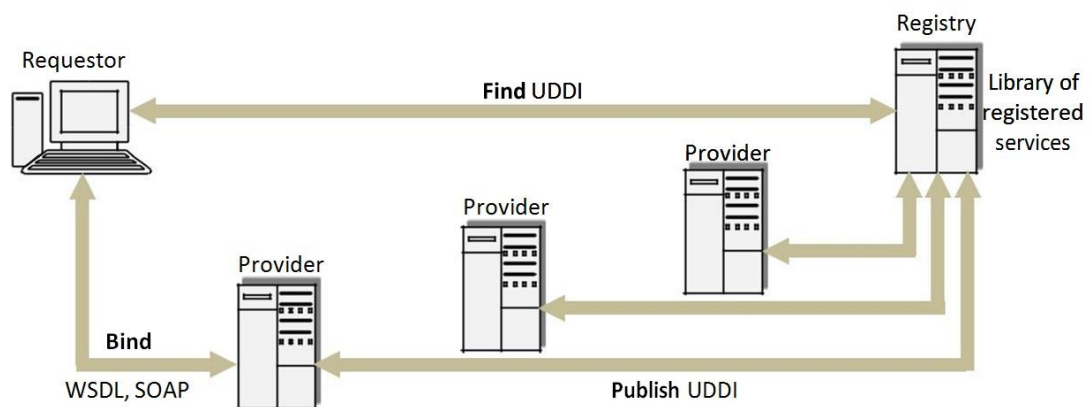 Registry
Requestor
Library of
registered
services
Find UDDI
Provider
Provider
Provider
Bind
WSDL, SOAP
Publish UDDI